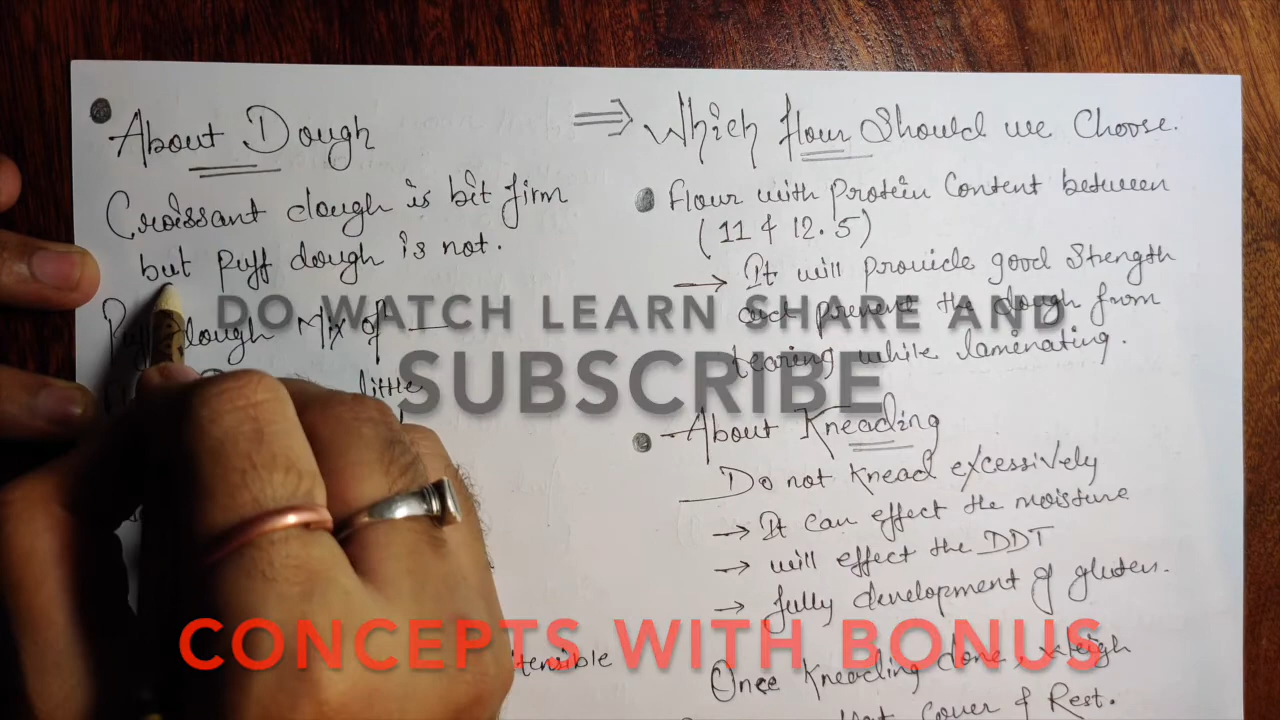 About Dough
Croissant dough is bit firm
but Puff dough is not.
Puff dough Mix of —
little
tensible
⇒ Which flour Should we Choose.
Flour with Protein Content between
(11 & 12.5)
→ It will provide good Strength
and prevent the dough from
tearing while laminating.
About Kneading
Do not Knead excessively
→ It can effect the moisture
→ will effect the DDT
→ fully development of gluten.
Once Kneading done, weigh
Cover & Rest.
DO WATCH LEARN SHARE AND
SUBSCRIBE
CONCEPTS WITH BONUS